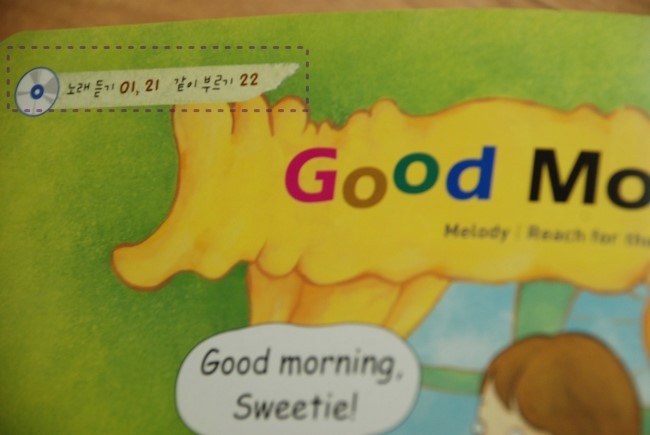 노래 듣기 01, 21 같이 부르기 22
Good Mo
Melody | Reach for the
Good morning,
Sweetie!